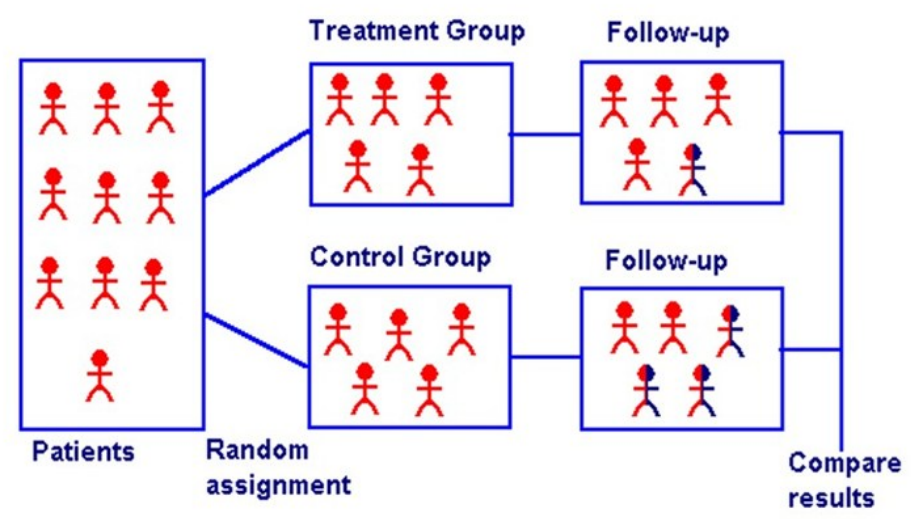 Treatment Group
Follow-up
Control Group
Follow-up
Patients
Random
assignment
Compare
results